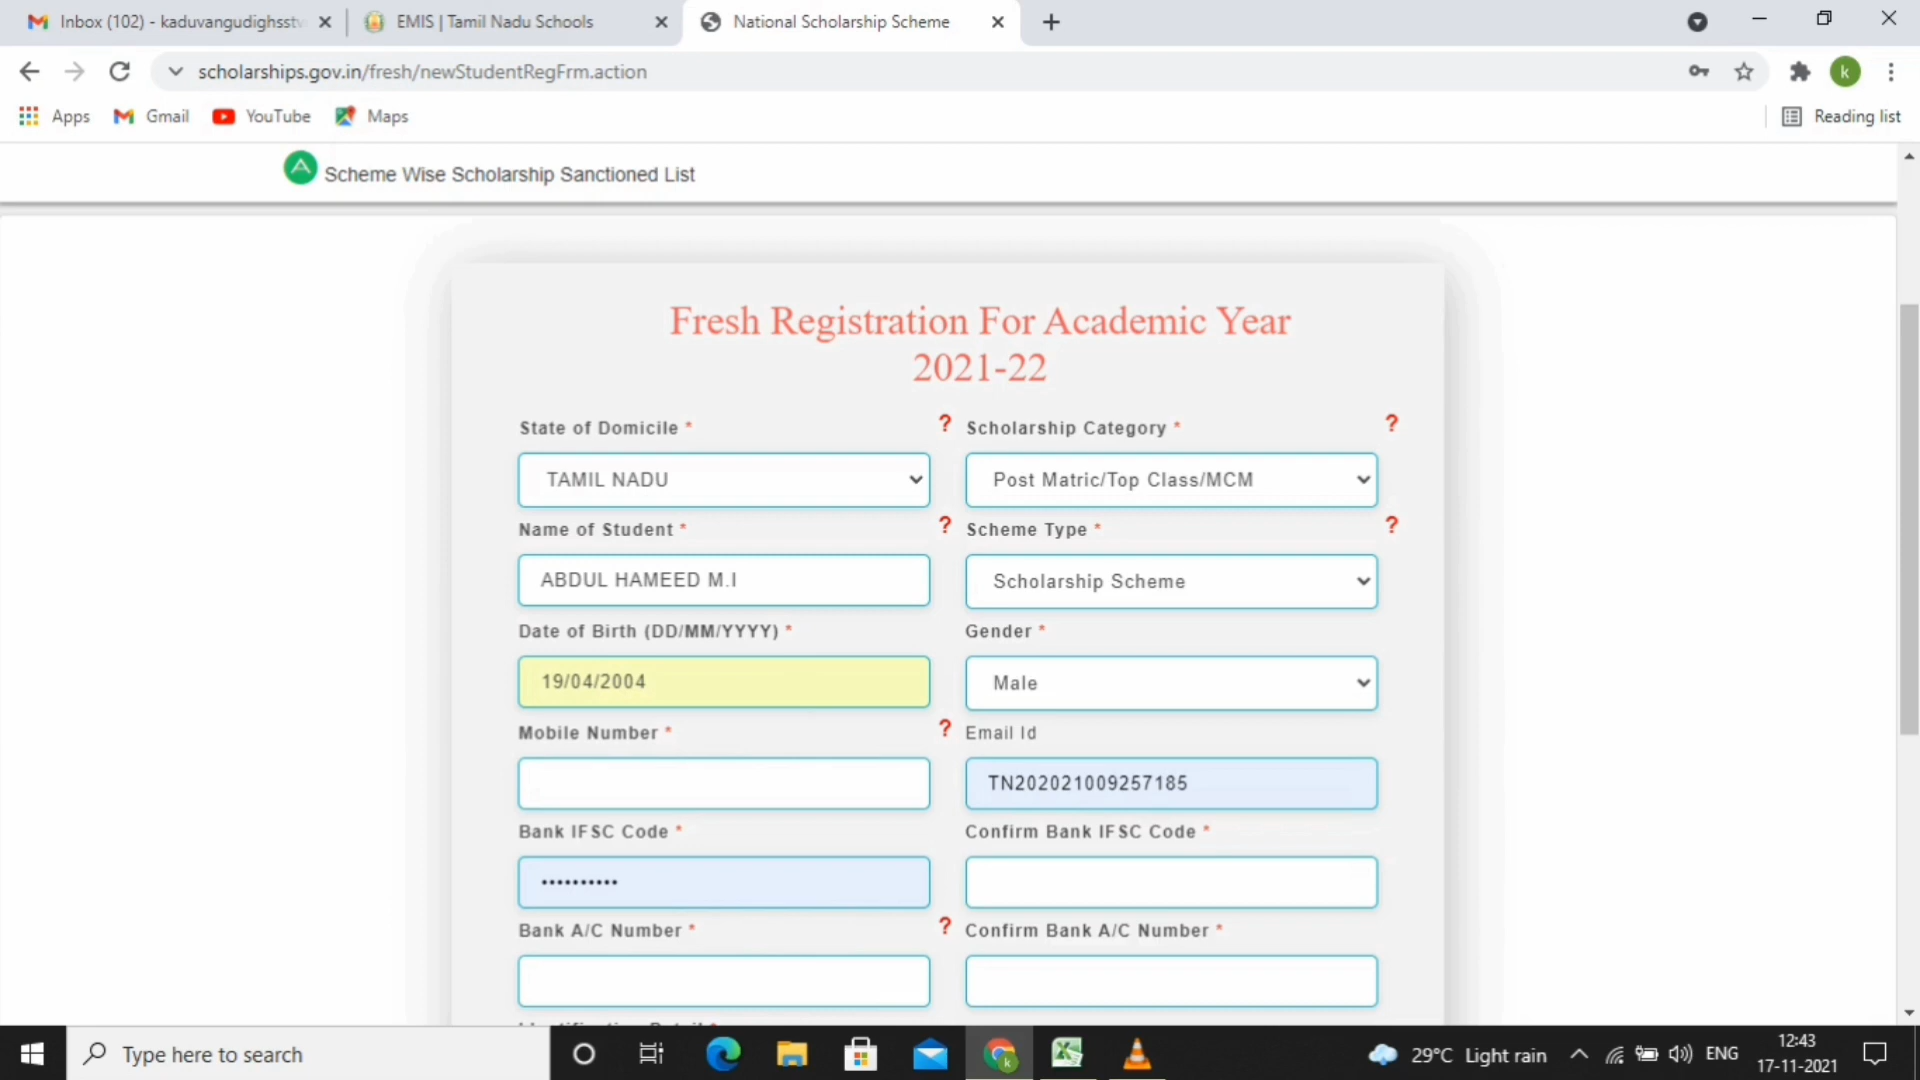 Inbox (102) - kaduvangudighsstv
EMIS | Tamil Nadu Schools
National Scholarship Scheme
scholarships.gov.in/fresh/newStudentRegFrm.action
k
Apps
Gmail
YouTube
Maps
Reading list
Scheme Wise Scholarship Sanctioned List
Fresh Registration For Academic Year
2021-22
State of Domicile * ?
Scholarship Category * ?
TAMIL NADU
Post Matric/Top Class/MCM
Name of Student * ?
Scheme Type * ?
ABDUL HAMEED M.I
Scholarship Scheme
Date of Birth (DD/MM/YYYY) *
Gender *
19/04/2004
Male
Mobile Number * ?
Email Id
TN202021009257185
Bank IFSC Code *
Confirm Bank IFSC Code *
••••••••••
Bank A/C Number * ?
Confirm Bank A/C Number *
Type here to search
29°C Light rain
ENG
12:43
17-11-2021